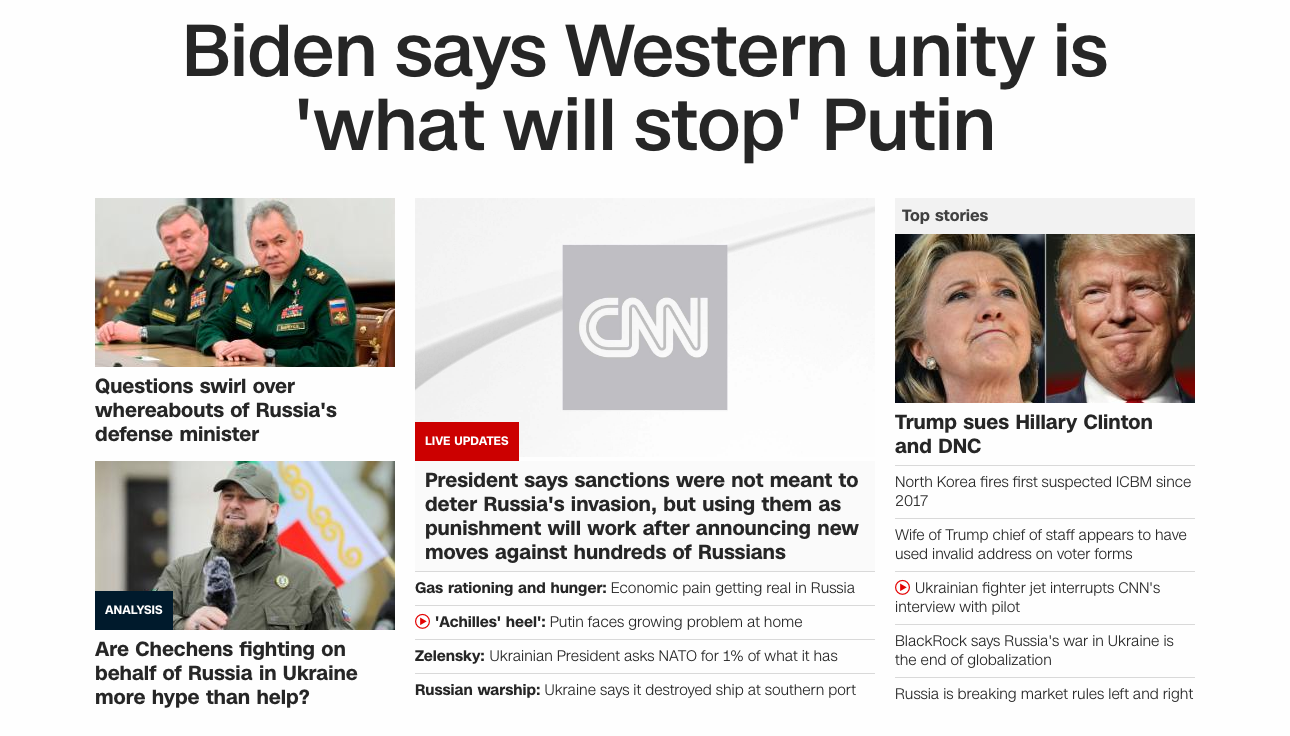 Biden says Western unity is
'what will stop' Putin
Questions swirl over
whereabouts of Russia's
defense minister
ANALYSIS
Are Chechens fighting on
behalf of Russia in Ukraine
more hype than help?
CNN
LIVE UPDATES
President says sanctions were not meant to
deter Russia's invasion, but using them as
punishment will work after announcing new
moves against hundreds of Russians
Gas rationing and hunger: Economic pain getting real in Russia
'Achilles' heel': Putin faces growing problem at home
Zelensky: Ukrainian President asks NATO for 1% of what it has
Russian warship: Ukraine says it destroyed ship at southern port
Top stories
Trump sues Hillary Clinton
and DNC
North Korea fires first suspected ICBM since
2017
Wife of Trump chief of staff appears to have
used invalid address on voter forms
Ukrainian fighter jet interrupts CNN's
interview with pilot
BlackRock says Russia's war in Ukraine is
the end of globalization
Russia is breaking market rules left and right